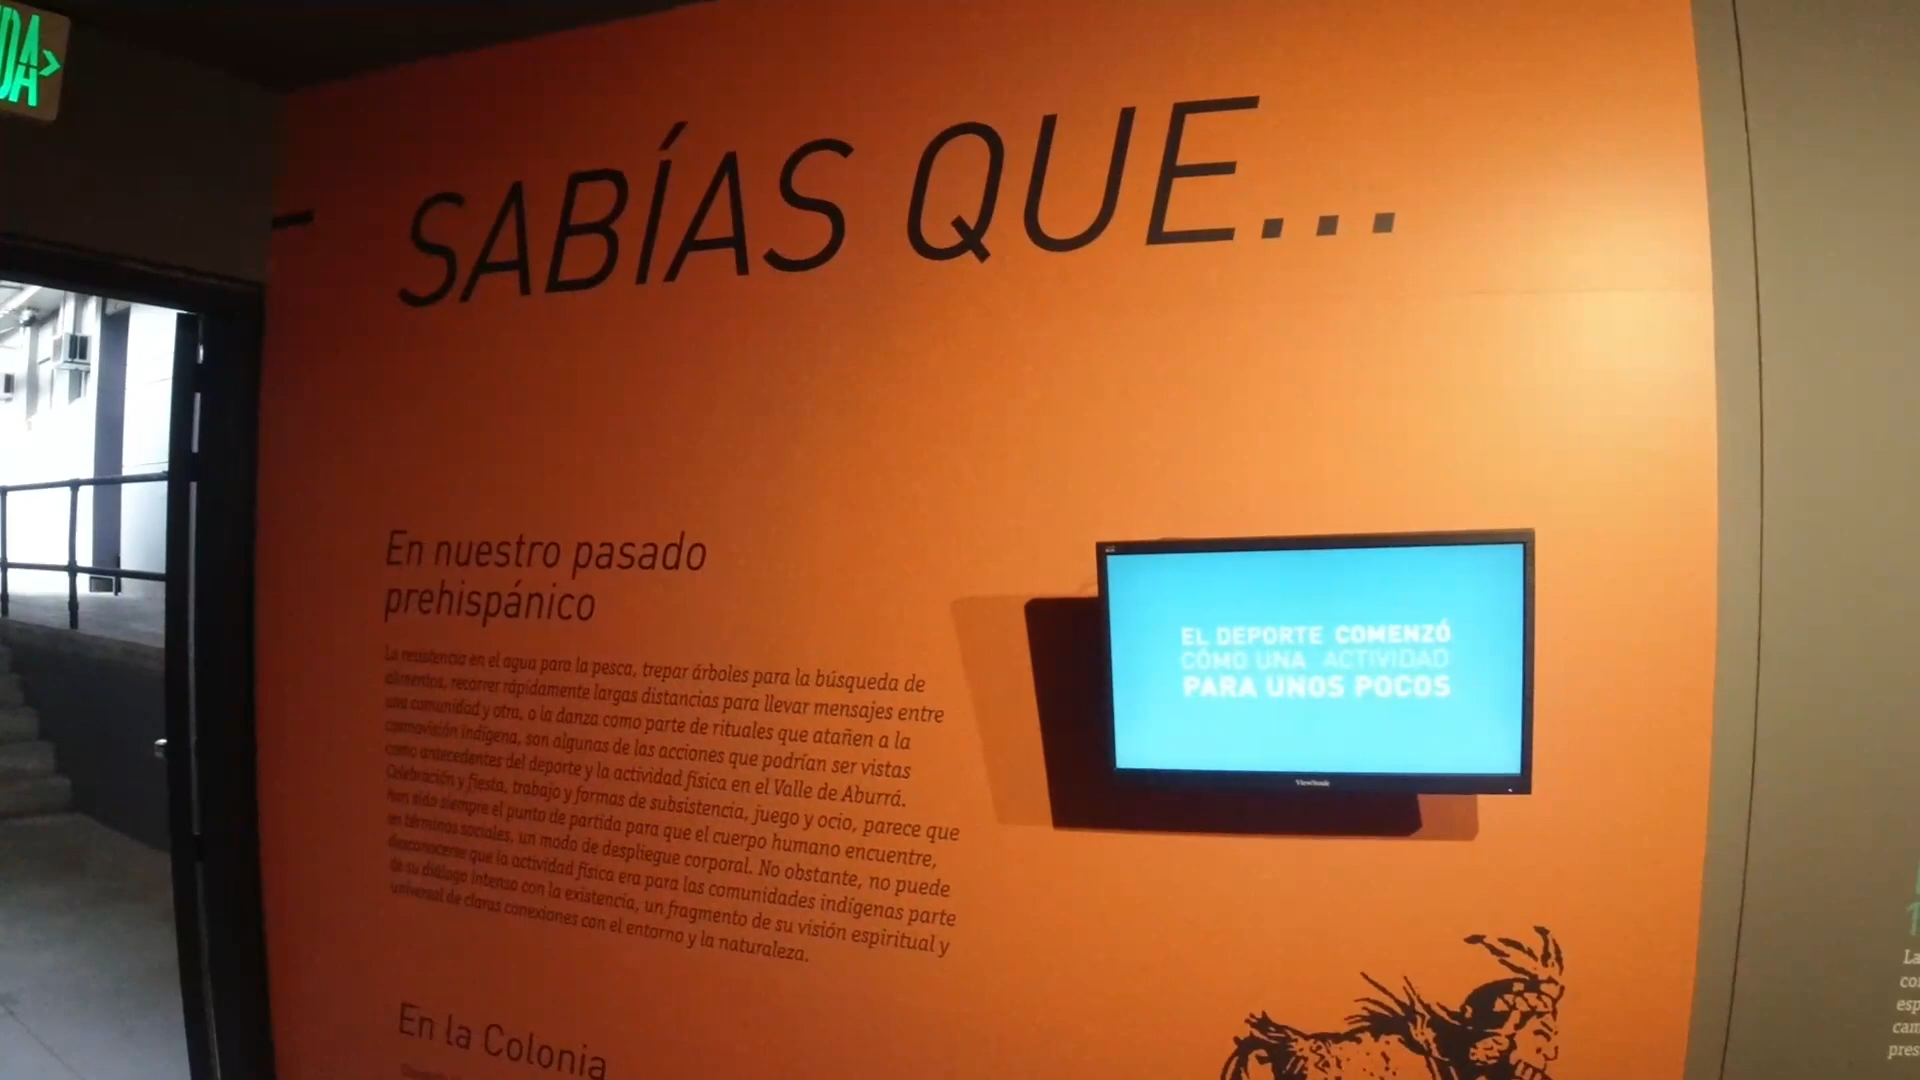 DA>
SABÍAS QUE...
En nuestro pasado
prehispánico
La resistencia en el agua para la pesca, trepar árboles para la búsqueda de
alimentos, recorrer rápidamente largas distancias para llevar mensajes entre
una comunidad y otra, o la danza como parte de rituales que atañen a la
cosmovisión indígena, son algunas de las acciones que podrían ser vistas
como antecedentes del deporte y la actividad física en el Valle de Aburrá.
Celebración y fiesta, trabajo y formas de subsistencia, juego y ocio, parece que
han sido siempre el punto de partida para que el cuerpo humano encuentre,
en términos sociales, un modo de despliegue corporal. No obstante, no puede
desconocerse que la actividad física era para las comunidades indígenas parte
de su diálogo intenso con la existencia, un fragmento de su visión espiritual y
universal de claras conexiones con el entorno y la naturaleza.
En la Colonia
EL DEPORTE COMENZÓ
CÓMO UNA ACTIVIDAD
PARA UNOS POCOS
ViewSonic
La
co
esp
cam
pres